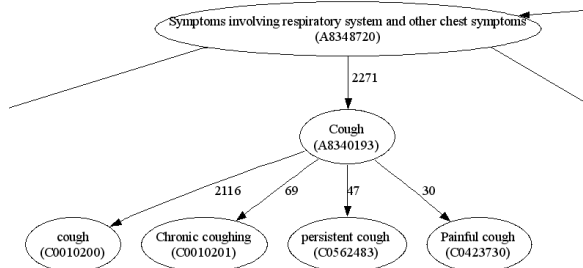 Symptoms involving respiratory system and other chest symptoms
(A8348720)
2271
Cough
(A8340193)
2116
69
47
30
cough
(C0010200)
Chronic coughing
(C0010201)
persistent cough
(C0562483)
Painful cough
(C0423730)